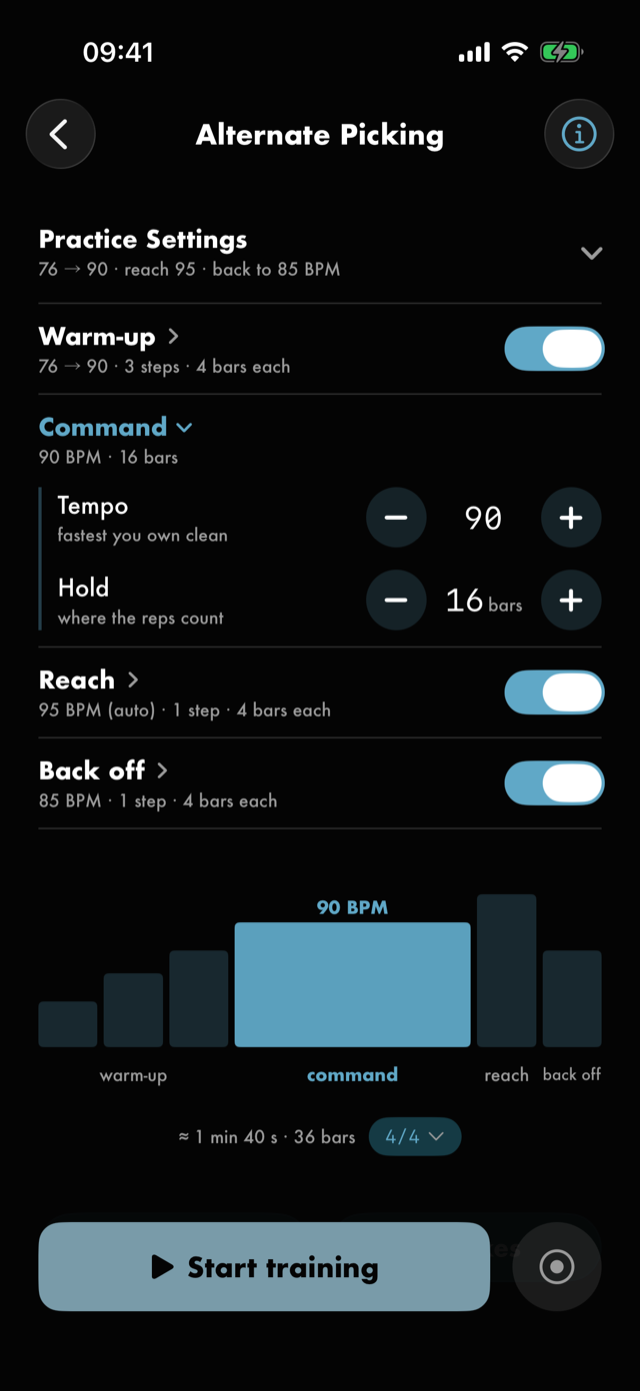 09:41
Alternate Picking
Practice Settings
76 → 90 · reach 95 · back to 85 BPM
Warm-up
76 → 90 · 3 steps · 4 bars each
Command
90 BPM · 16 bars
Tempo
fastest you own clean
90
Hold
where the reps count
16 bars
Reach
95 BPM (auto) · 1 step · 4 bars each
Back off
85 BPM · 1 step · 4 bars each
90 BPM
warm-up command reach back off
≈ 1 min 40 s · 36 bars 4/4
Start training